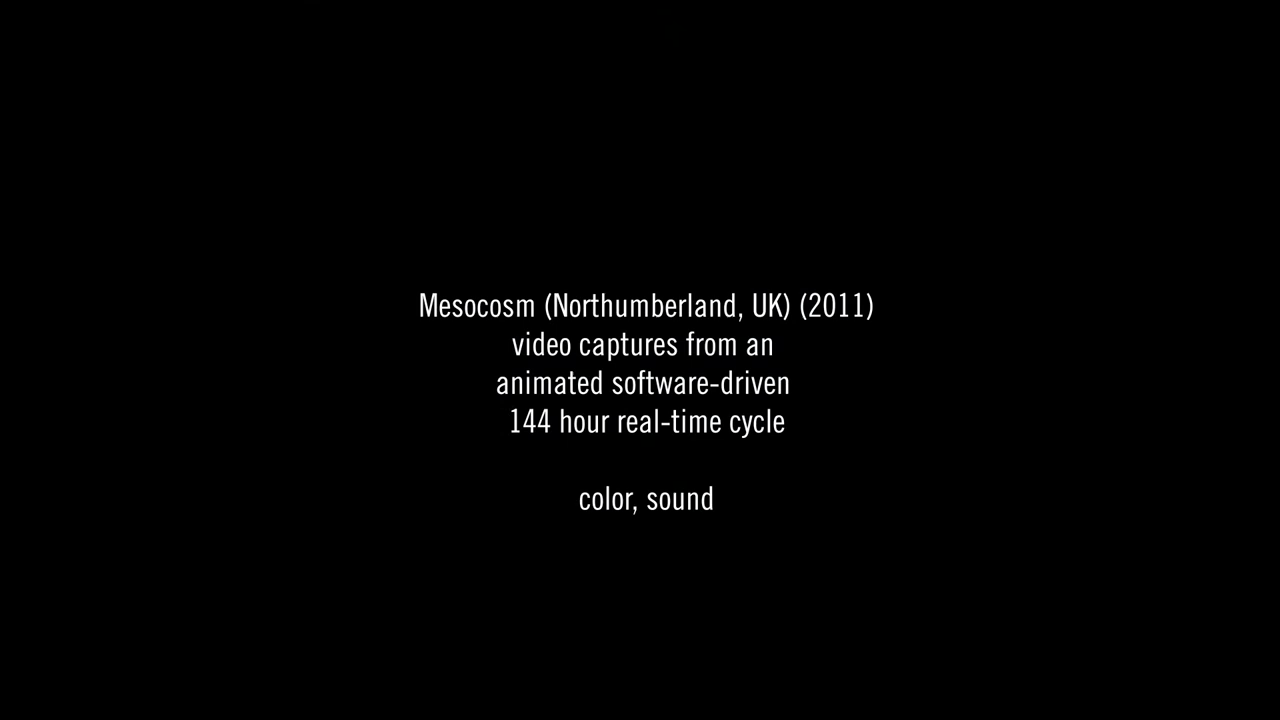 Mesocosm (Northumberland, UK) (2011)
video captures from an
animated software-driven
144 hour real-time cycle
color, sound